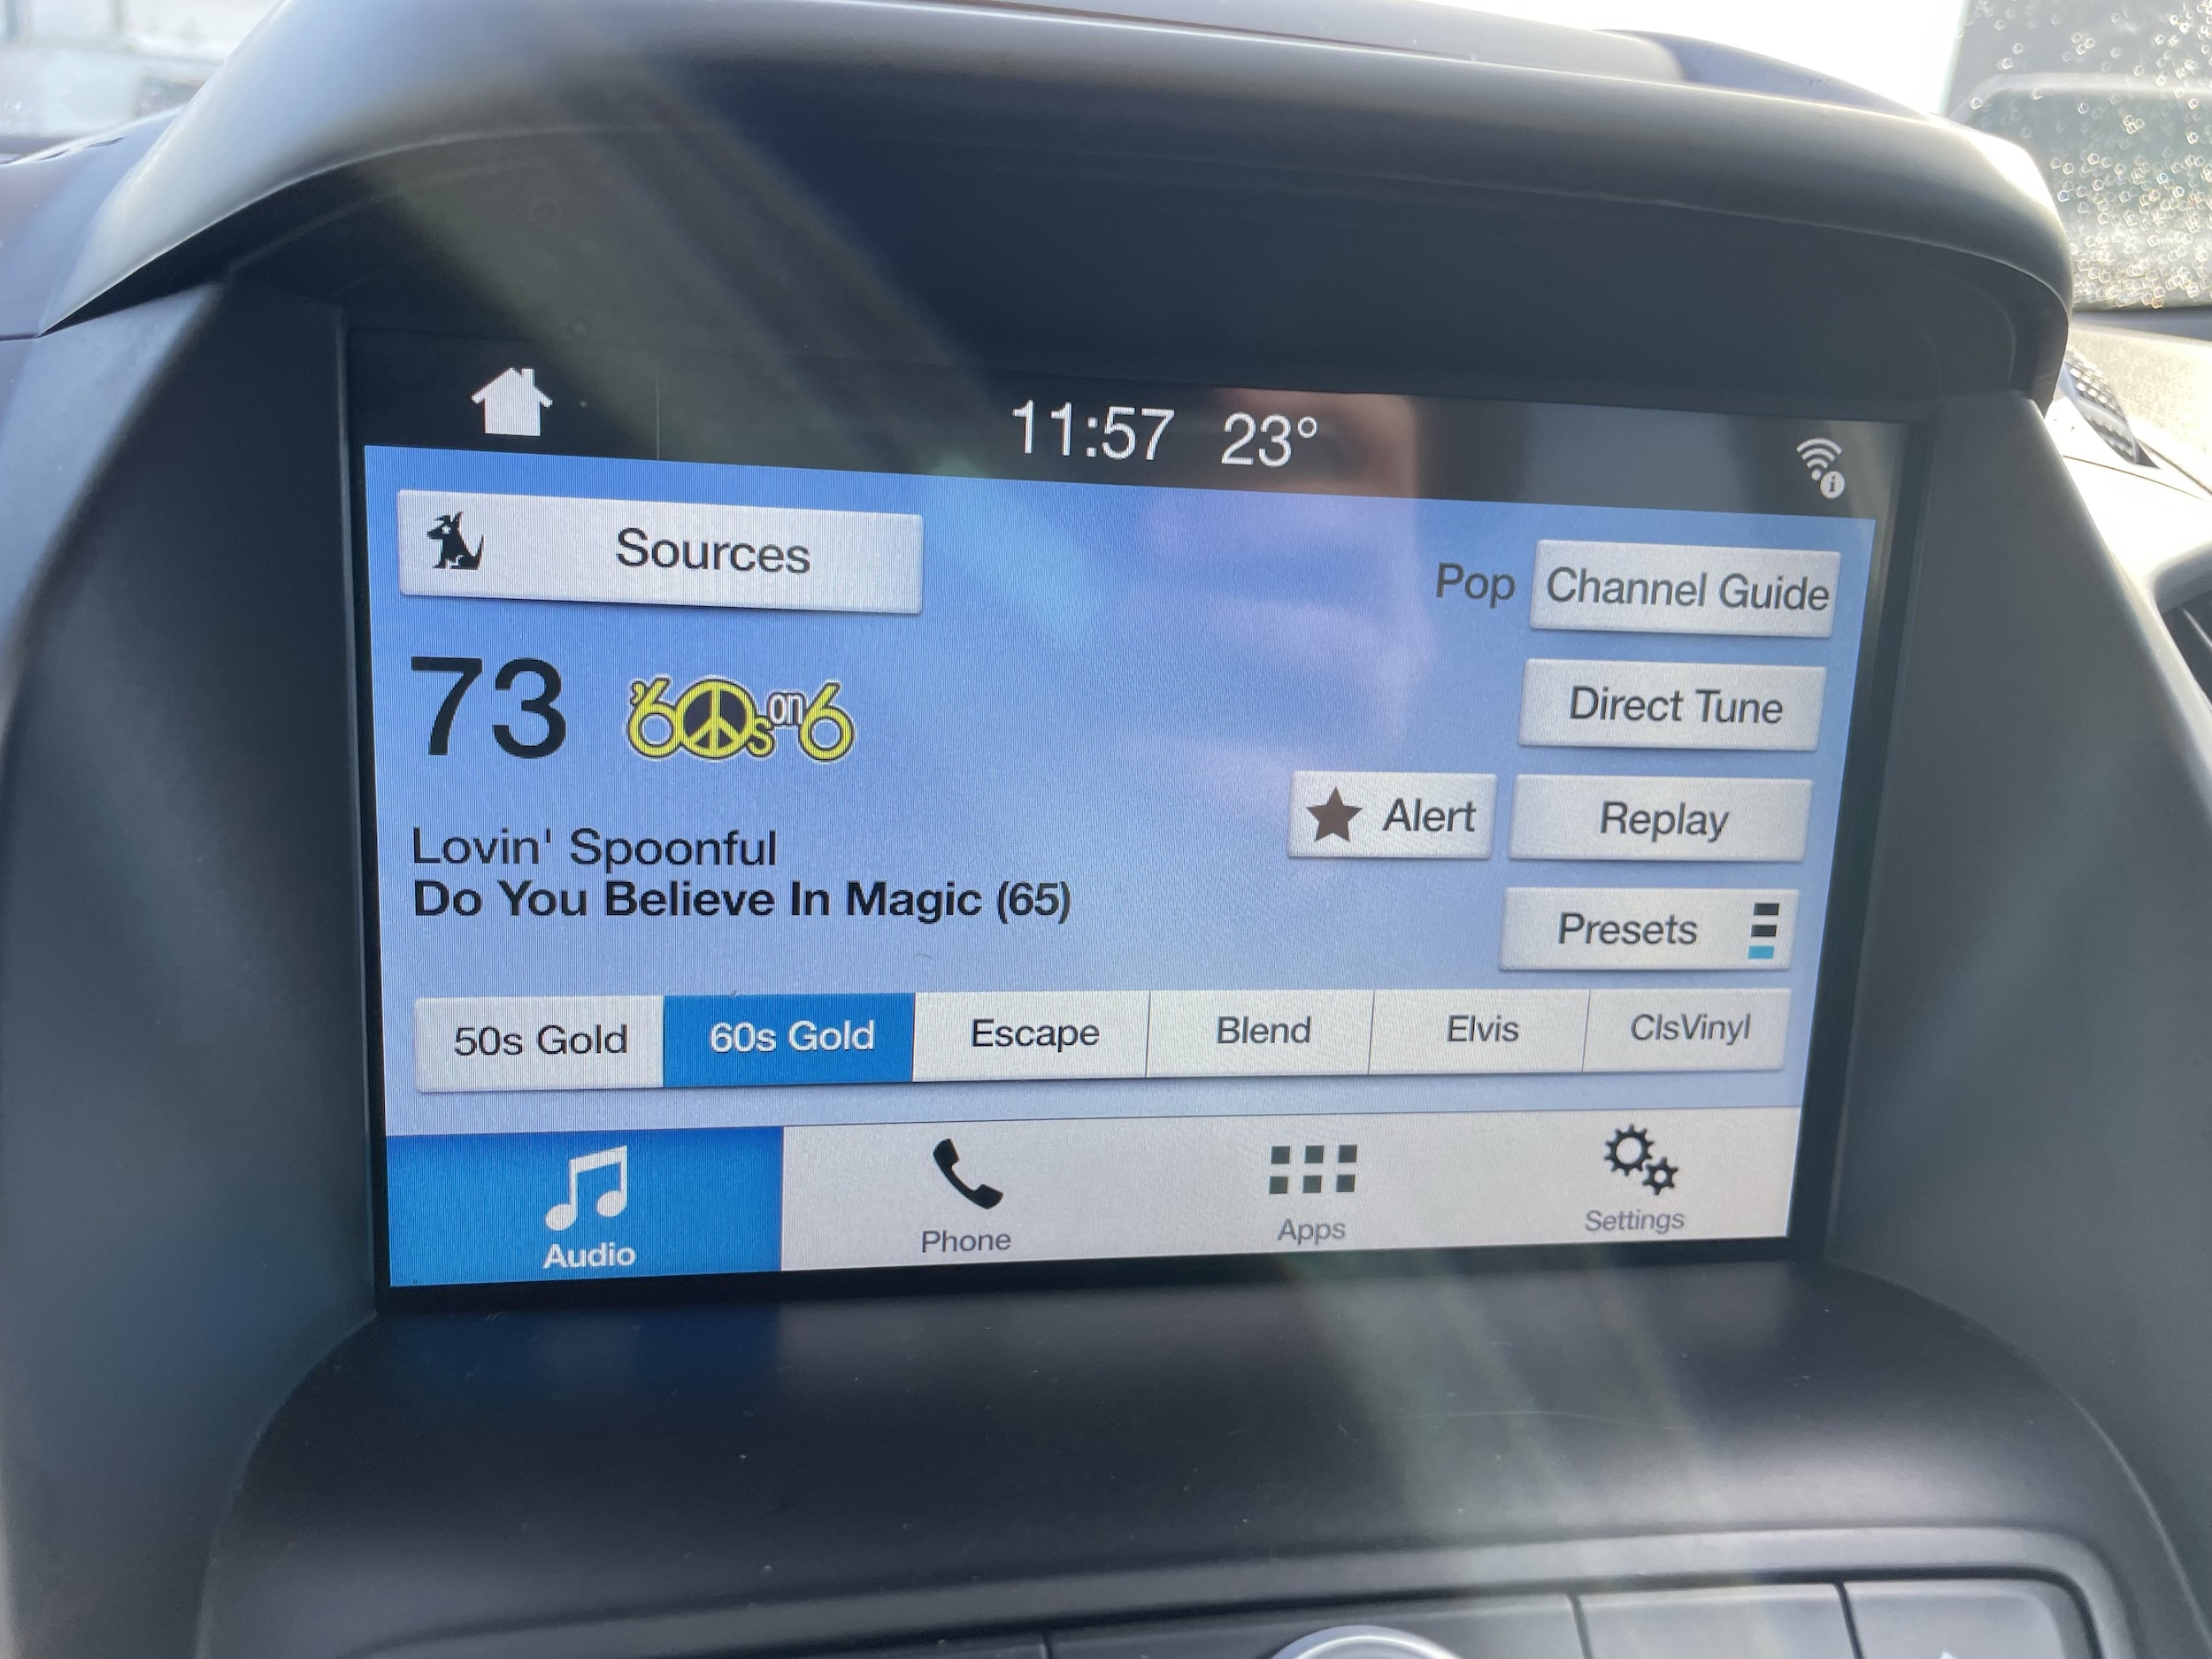 11:57 23°
Sources
Pop Channel Guide
Direct Tune
73 '60s on 6
Alert Replay
Lovin' Spoonful
Do You Believe In Magic (65)
Presets
50s Gold 60s Gold Escape Blend Elvis ClsVinyl
Audio Phone Apps Settings